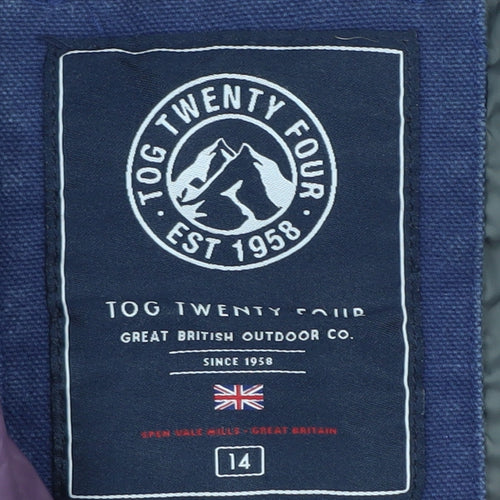 TOG TWENTY FOUR
· EST 1958 ·
TOG TWENTY FOUR
GREAT BRITISH OUTDOOR CO.
SINCE 1958
SPEN VALE MILLS · GREAT BRITAIN
14